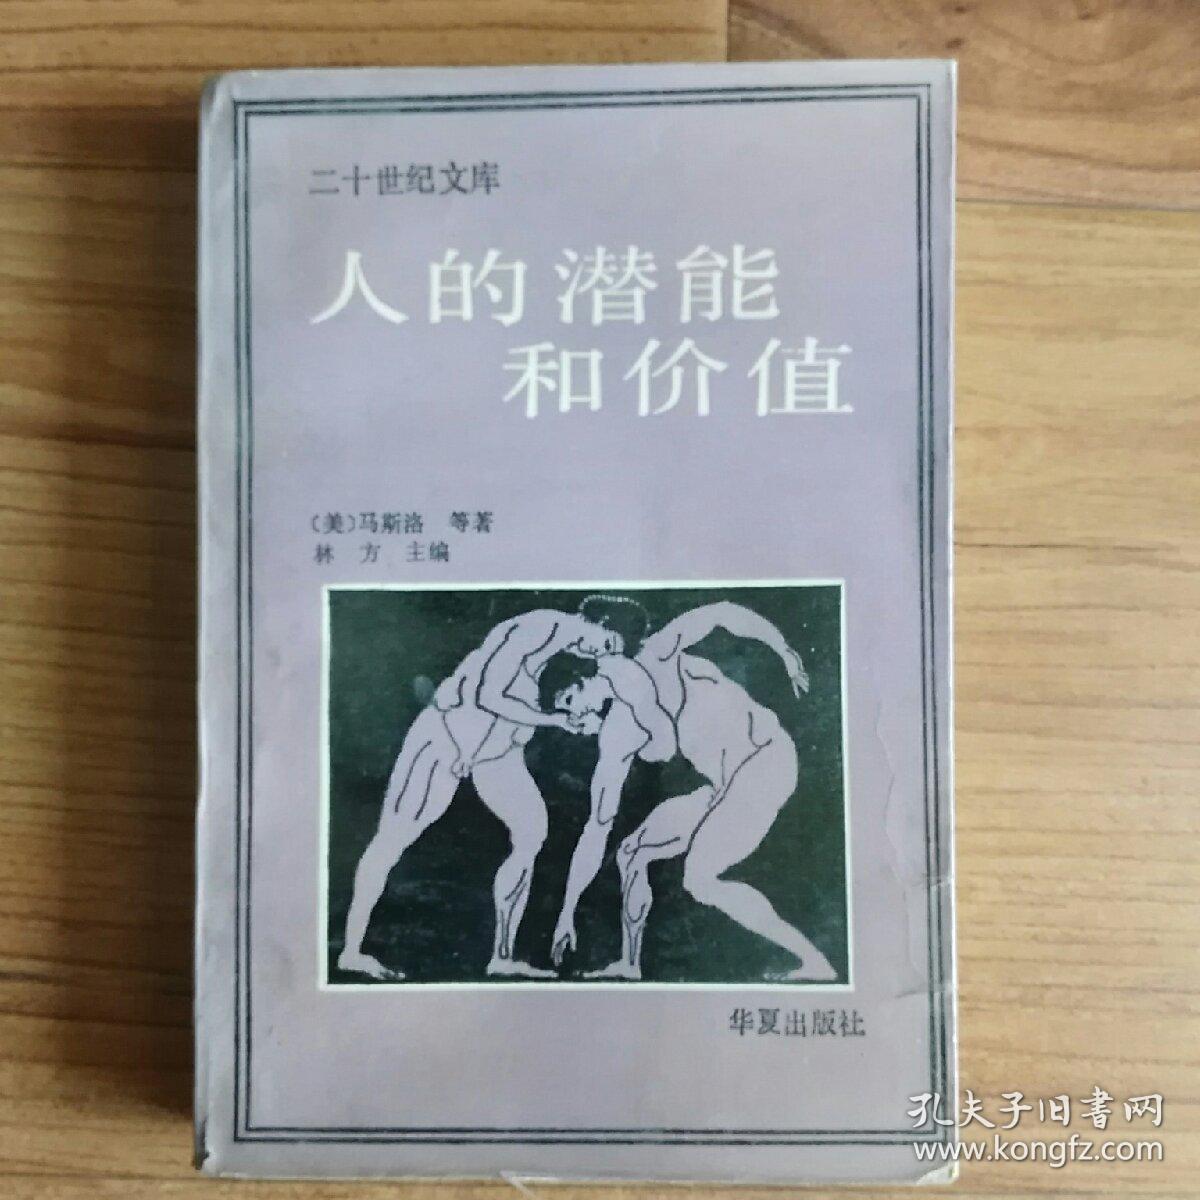 二十世纪文库
人的潜能
和价值
〔美〕马斯洛 等著
林 方 主编
华夏出版社
孔夫子旧書网
www.kongfz.com